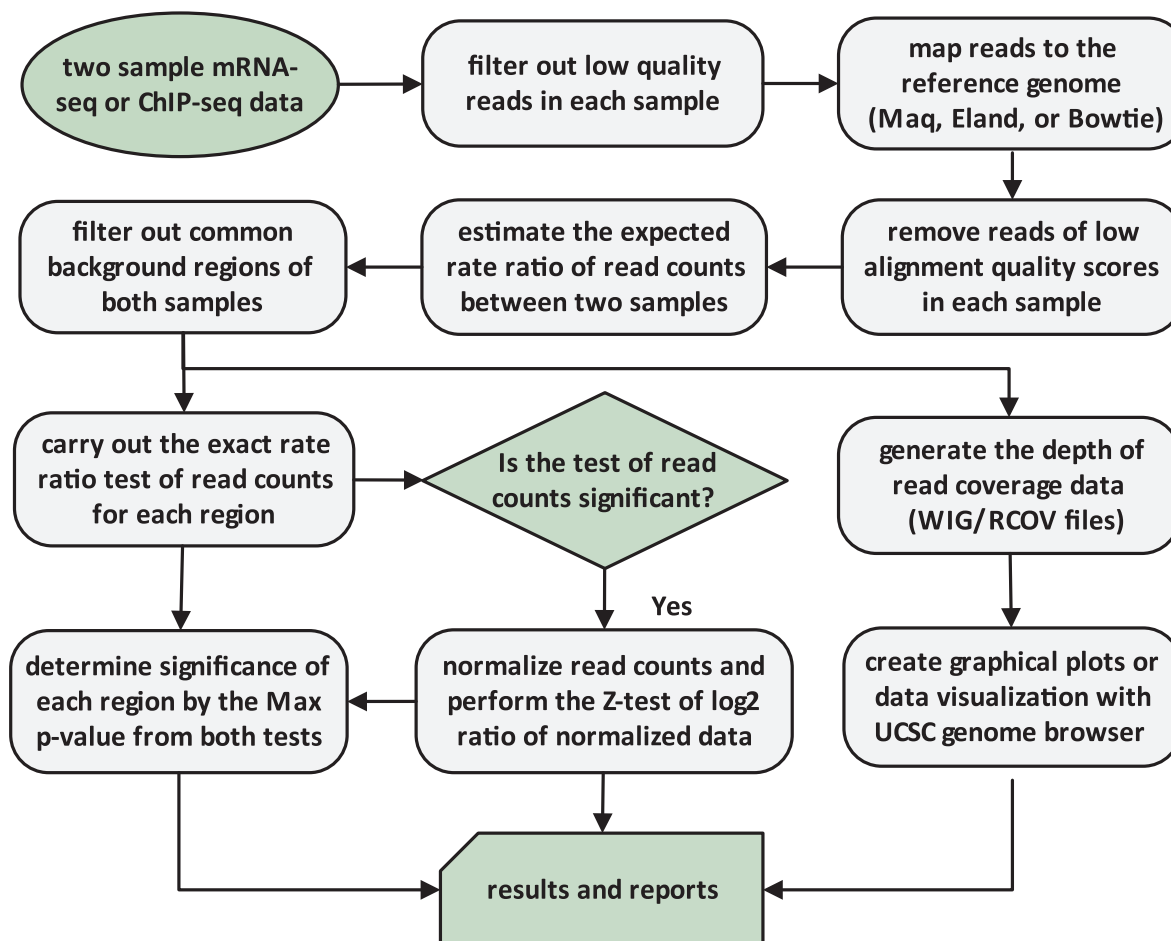 two sample mRNA-
seq or ChIP-seq data
filter out low quality
reads in each sample
map reads to the
reference genome
(Maq, Eland, or Bowtie)
filter out common
background regions of
both samples
estimate the expected
rate ratio of read counts
between two samples
remove reads of low
alignment quality scores
in each sample
carry out the exact rate
ratio test of read counts
for each region
Is the test of read
counts significant?
generate the depth of
read coverage data
(WIG/RCOV files)
Yes
determine significance of
each region by the Max
p-value from both tests
normalize read counts and
perform the Z-test of log2
ratio of normalized data
create graphical plots or
data visualization with
UCSC genome browser
results and reports